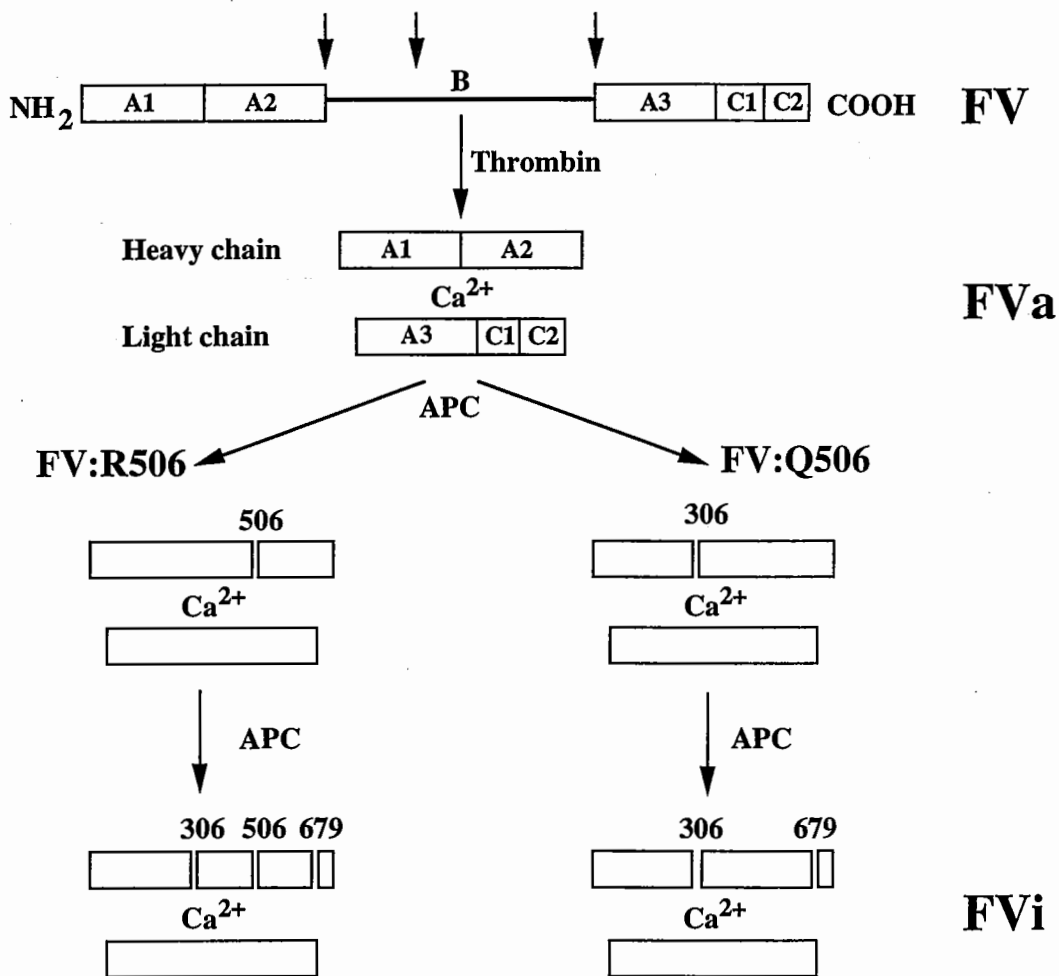 B
NH2 A1 A2 A3 C1 C2 COOH FV
Thrombin
Heavy chain A1 A2
Ca2+
FVa
Light chain A3 C1 C2
APC
FV:R506 FV:Q506
506 306
Ca2+ Ca2+
APC APC
306 506 679 306 679
Ca2+ Ca2+
FVi